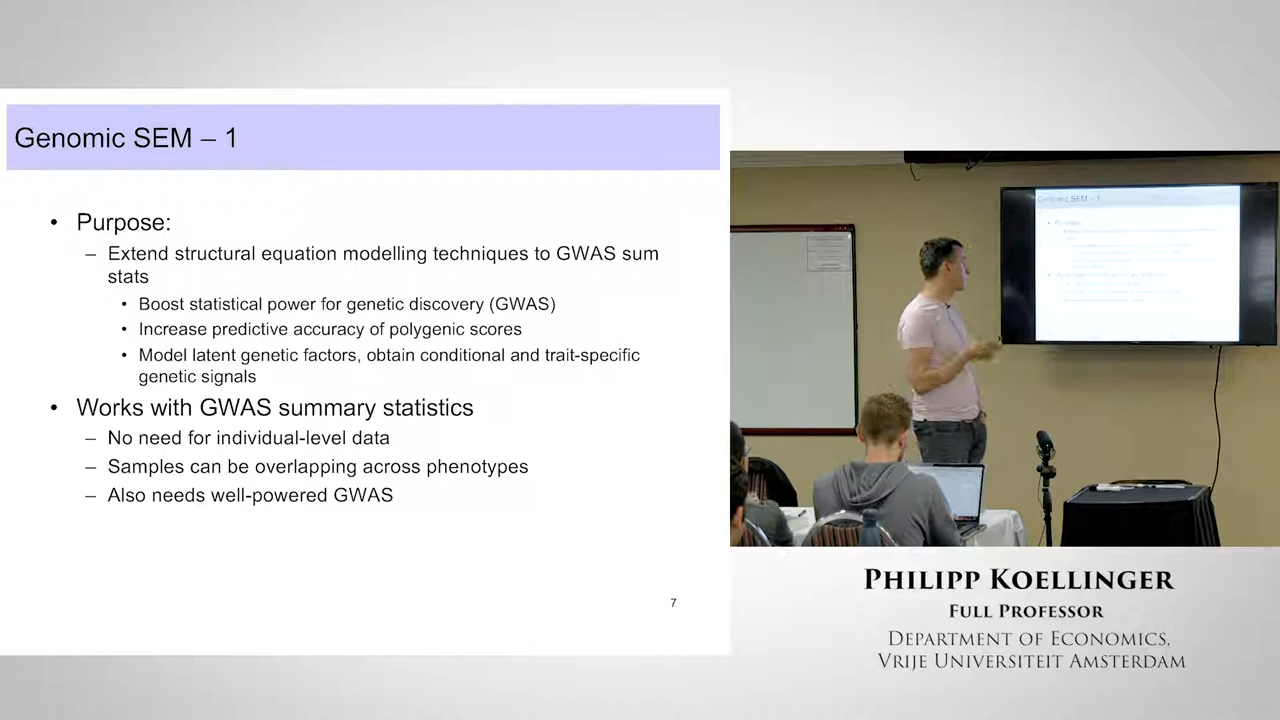 Genomic SEM – 1
• Purpose:
– Extend structural equation modelling techniques to GWAS sum
stats
• Boost statistical power for genetic discovery (GWAS)
• Increase predictive accuracy of polygenic scores
• Model latent genetic factors, obtain conditional and trait-specific
genetic signals
• Works with GWAS summary statistics
– No need for individual-level data
– Samples can be overlapping across phenotypes
– Also needs well-powered GWAS
7
Genomic SEM – 1
Philipp Koellinger
Full Professor
Department of Economics,
Vrije Universiteit Amsterdam